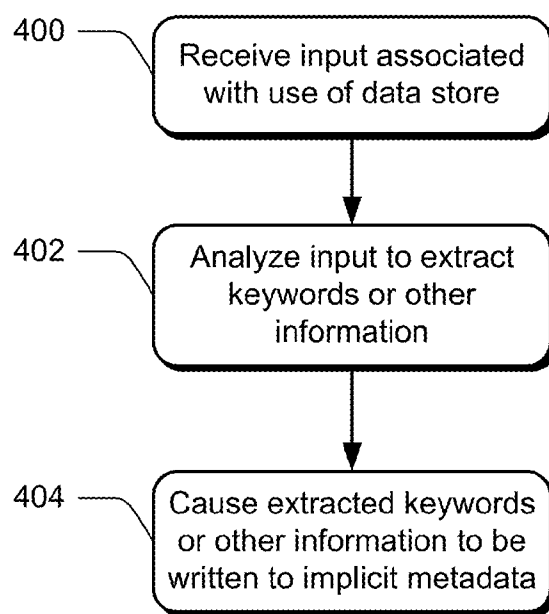 400
Receive input associated
with use of data store
402
Analyze input to extract
keywords or other
information
404
Cause extracted keywords
or other information to be
written to implicit metadata